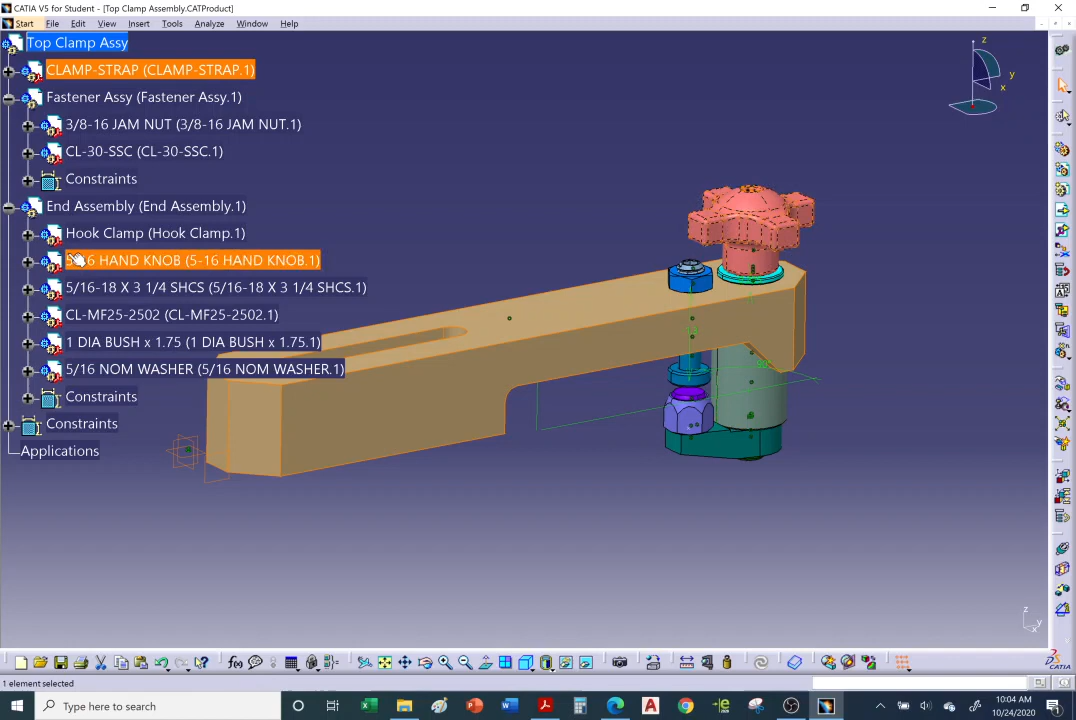 CATIA V5 for Student - [Top Clamp Assembly.CATProduct]
Start File Edit View Insert Tools Analyze Window Help
Top Clamp Assy
CLAMP-STRAP (CLAMP-STRAP.1)
Fastener Assy (Fastener Assy.1)
3/8-16 JAM NUT (3/8-16 JAM NUT.1)
CL-30-SSC (CL-30-SSC.1)
Constraints
End Assembly (End Assembly.1)
Hook Clamp (Hook Clamp.1)
HAND KNOB (5-16 HAND KNOB.1)
5/16-18 X 3 1/4 SHCS (5/16-18 X 3 1/4 SHCS.1)
CL-MF25-2502 (CL-MF25-2502.1)
1 DIA BUSH x 1.75 (1 DIA BUSH x 1.75.1)
5/16 NOM WASHER (5/16 NOM WASHER.1)
Constraints
Constraints
Applications
z
y
x
z
y
x
CATIA
1 element selected
Type here to search
10:04 AM
10/24/2020